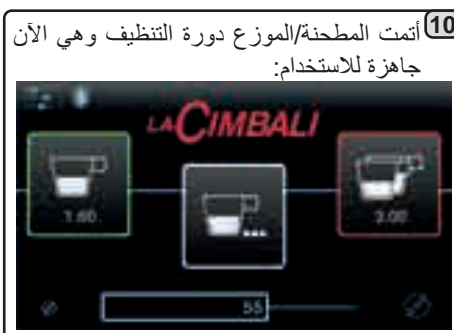 10
أتمت المطحنة/الموزع دورة التنظيف وهي الآن
جاهزة للاستخدام:
LACIMBALI
1.60
3.00
55